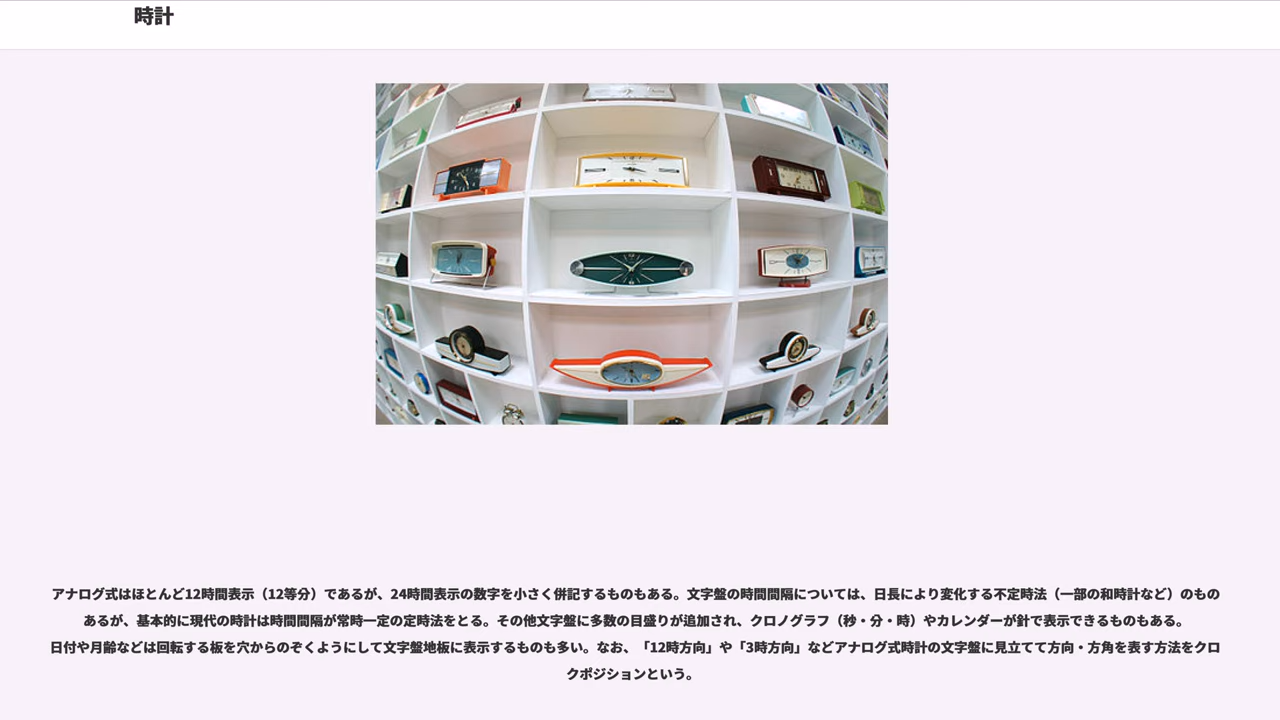 時計
アナログ式はほとんど12時間表示（12等分）であるが、24時間表示の数字を小さく併記するものもある。文字盤の時間間隔については、日長により変化する不定時法（一部の和時計など）のもの
あるが、基本的に現代の時計は時間間隔が常時一定の定時法をとる。その他文字盤に多数の目盛りが追加され、クロノグラフ（秒・分・時）やカレンダーが針で表示できるものもある。
日付や月齢などは回転する板を穴からのぞくようにして文字盤地板に表示するものも多い。なお、「12時方向」や「3時方向」などアナログ式時計の文字盤に見立てて方向・方角を表す方法をクロ
クポジションという。